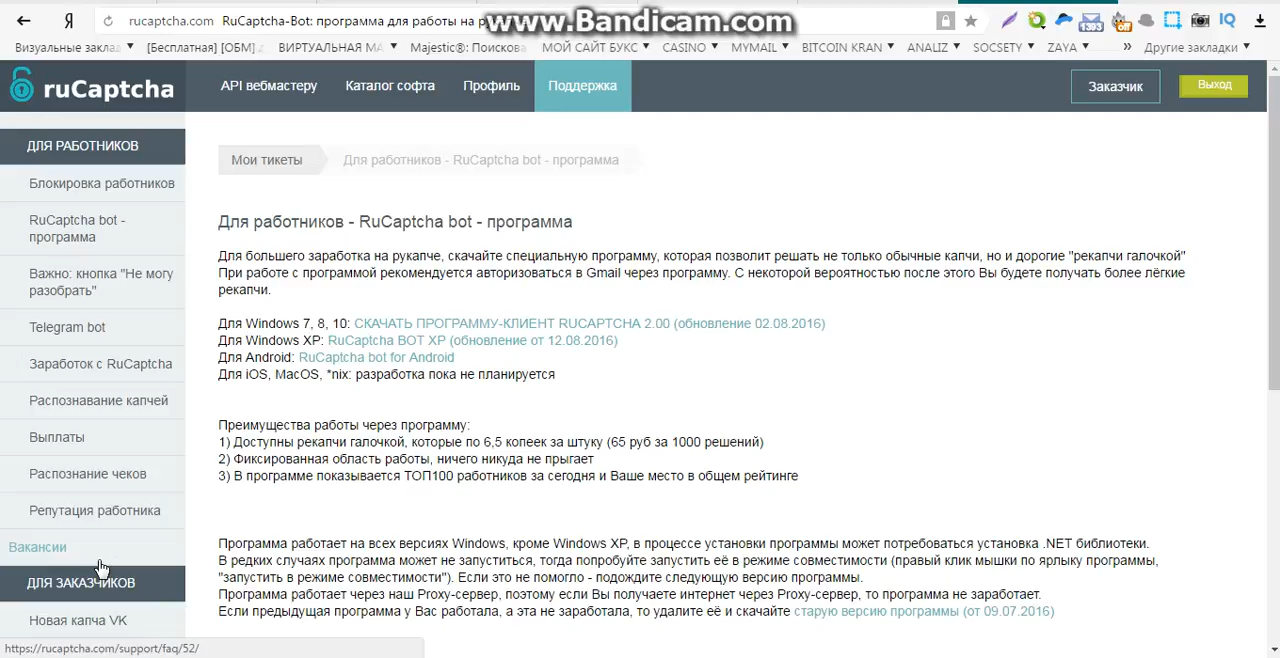 Я rucaptcha.com RuCaptcha-Bot: программа для работы на р
www.Bandicam.com
1393
off
IQ
Визуальные заклад [Бесплатная] [ОБМ] ВИРТУАЛЬНАЯ МА Majestic®: Поискова МОЙ САЙТ БУКС CASINO MYMAIL BITCOIN KRAN ANALIZ SOCSETY ZAYA » Другие закладки
ruCaptcha
API вебмастеру Каталог софта Профиль Поддержка Заказчик Выход
ДЛЯ РАБОТНИКОВ
Блокировка работников
RuCaptcha bot -
программа
Важно: кнопка "Не могу
разобрать"
Telegram bot
Заработок с RuCaptcha
Распознавание капчей
Выплаты
Распознание чеков
Репутация работника
Вакансии
ДЛЯ ЗАКАЗЧИКОВ
Новая капча VK
https://rucaptcha.com/support/faq/52/
Мои тикеты Для работников - RuCaptcha bot - программа
Для работников - RuCaptcha bot - программа
Для большего заработка на рукапче, скачайте специальную программу, которая позволит решать не только обычные капчи, но и дорогие "рекапчи галочкой"
При работе с программой рекомендуется авторизоваться в Gmail через программу. С некоторой вероятностью после этого Вы будете получать более лёгкие
рекапчи.
Для Windows 7, 8, 10: СКАЧАТЬ ПРОГРАММУ-КЛИЕНТ RUCAPTCHA 2.00 (обновление 02.08.2016)
Для Windows XP: RuCaptcha BOT XP (обновление от 12.08.2016)
Для Android: RuCaptcha bot for Android
Для iOS, MacOS, *nix: разработка пока не планируется
Преимущества работы через программу:
1) Доступны рекапчи галочкой, которые по 6,5 копеек за штуку (65 руб за 1000 решений)
2) Фиксированная область работы, ничего никуда не прыгает
3) В программе показывается ТОП100 работников за сегодня и Ваше место в общем рейтинге
Программа работает на всех версиях Windows, кроме Windows XP, в процессе установки программы может потребоваться установка .NET библиотеки.
В редких случаях программа может не запуститься, тогда попробуйте запустить её в режиме совместимости (правый клик мышки по ярлыку программы,
"запустить в режиме совместимости"). Если это не помогло - подождите следующую версию программы.
Программа работает через наш Proxy-сервер, поэтому если Вы получаете интернет через Proxy-сервер, то программа не заработает.
Если предыдущая программа у Вас работала, а эта не заработала, то удалите её и скачайте старую версию программы (от 09.07.2016)